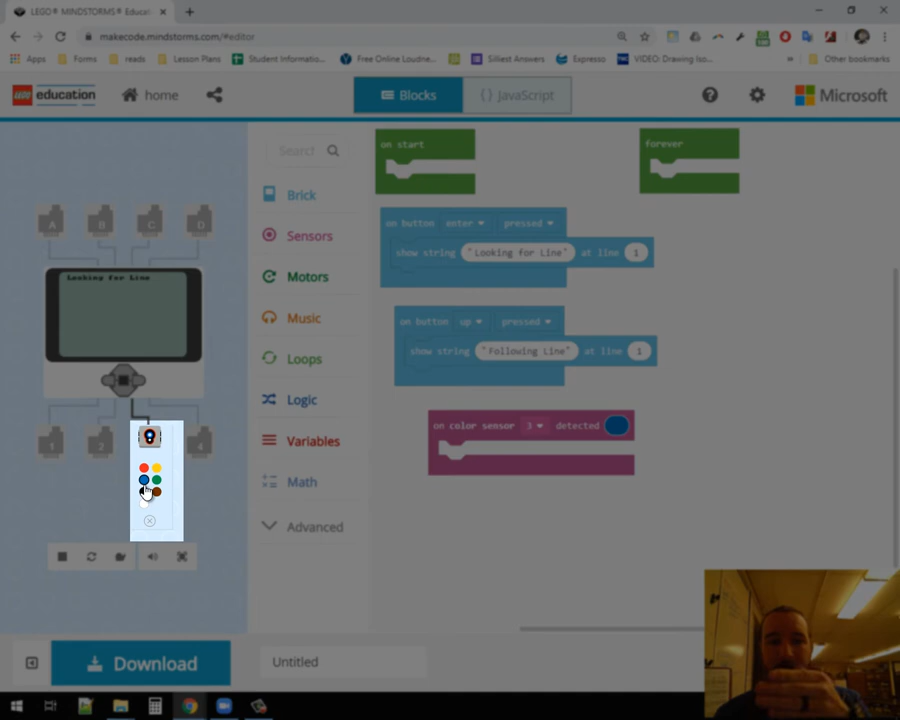 LEGO® MINDSTORMS® Educati
makecode.mindstorms.com/#editor
Apps
Forms
reads
Lesson Plans
Student Informatio...
Free Online Loudne...
Silliest Answers
Expresso
VIDEO: Drawing Iso...
»
Other bookmarks
LEGO education
home
Blocks
{} JavaScript
Microsoft
A
B
C
D
Looking for Line
1
2
4
Search
Brick
Sensors
Motors
Music
Loops
Logic
Variables
Math
Advanced
on start
forever
on button enter pressed
show string "Looking for Line" at line 1
on button up pressed
show string "Following Line" at line 1
on color sensor 3 detected
Download
Untitled